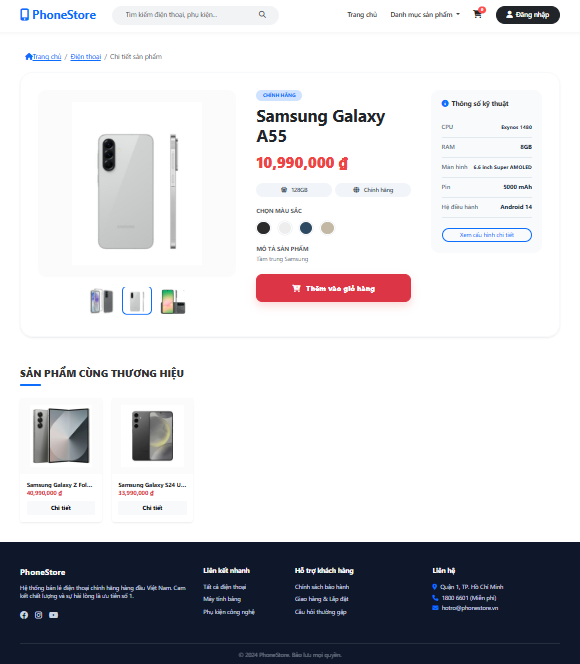 PhoneStore
Tìm kiếm điện thoại, phụ kiện...
Trang chủ
Danh mục sản phẩm
0
Đăng nhập
Trang chủ / Điện thoại / Chi tiết sản phẩm
CHÍNH HÃNG
Samsung Galaxy
A55
10,990,000 ₫
128GB
Chính hãng
CHỌN MÀU SẮC
MÔ TẢ SẢN PHẨM
Tầm trung Samsung
Thêm vào giỏ hàng
Thông số kỹ thuật
CPU Exynos 1480
RAM 8GB
Màn hình 6.6 inch Super AMOLED
Pin 5000 mAh
Hệ điều hành Android 14
Xem cấu hình chi tiết
SẢN PHẨM CÙNG THƯƠNG HIỆU
Samsung Galaxy Z Fol...
40,990,000 ₫
Chi tiết
Samsung Galaxy S24 U...
33,990,000 ₫
Chi tiết
PhoneStore
Hệ thống bán lẻ điện thoại chính hãng hàng đầu Việt Nam. Cam
kết chất lượng và sự hài lòng là ưu tiên số 1.
Liên kết nhanh
Tất cả điện thoại
Máy tính bảng
Phụ kiện công nghệ
Hỗ trợ khách hàng
Chính sách bảo hành
Giao hàng & Lắp đặt
Câu hỏi thường gặp
Liên hệ
Quận 1, TP. Hồ Chí Minh
1800 6601 (Miễn phí)
hotro@phonestore.vn
© 2024 PhoneStore. Bảo lưu mọi quyền.